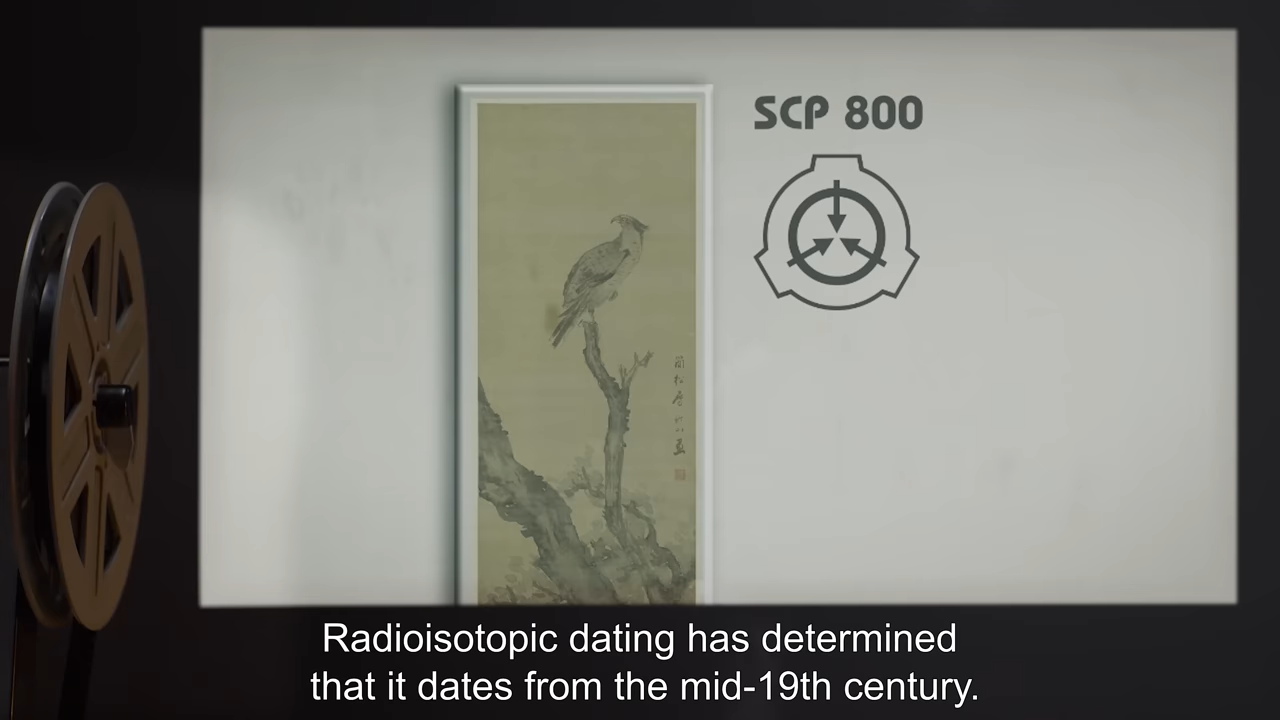 SCP 800
Radioisotopic dating has determined
that it dates from the mid-19th century.